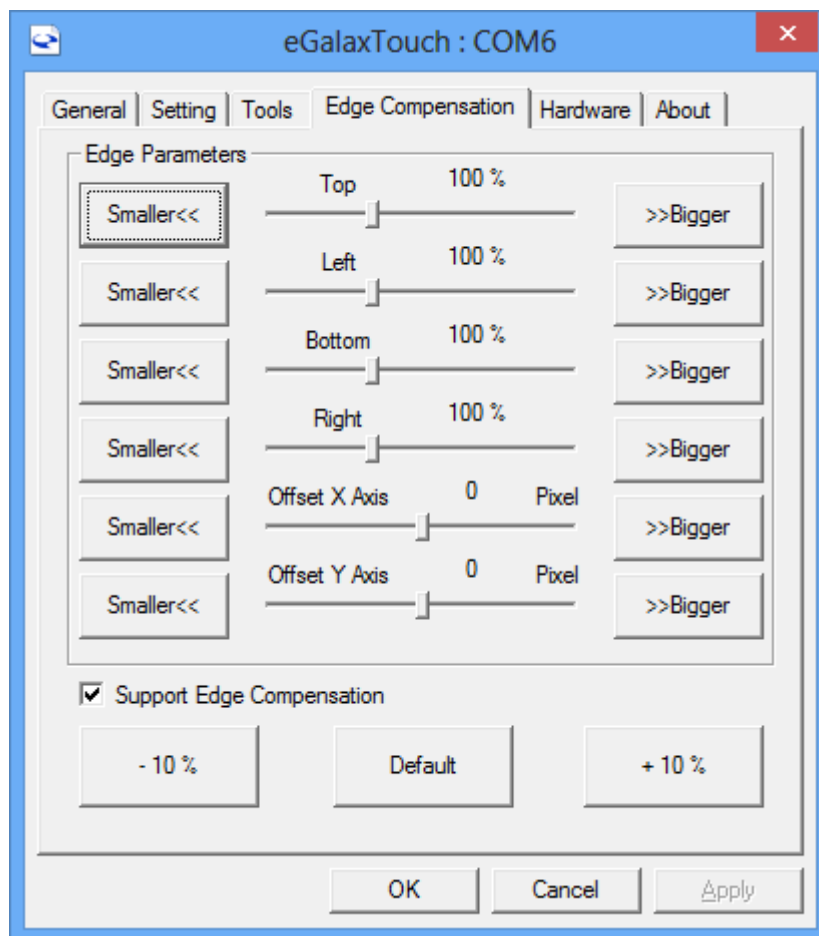 eGalaxTouch : COM6
General Setting Tools Edge Compensation Hardware About
Edge Parameters
Top 100 %
Smaller<< >>Bigger
Left 100 %
Smaller<< >>Bigger
Bottom 100 %
Smaller<< >>Bigger
Right 100 %
Smaller<< >>Bigger
Offset X Axis 0 Pixel
Smaller<< >>Bigger
Offset Y Axis 0 Pixel
Smaller<< >>Bigger
Support Edge Compensation
- 10 % Default + 10 %
OK Cancel Apply